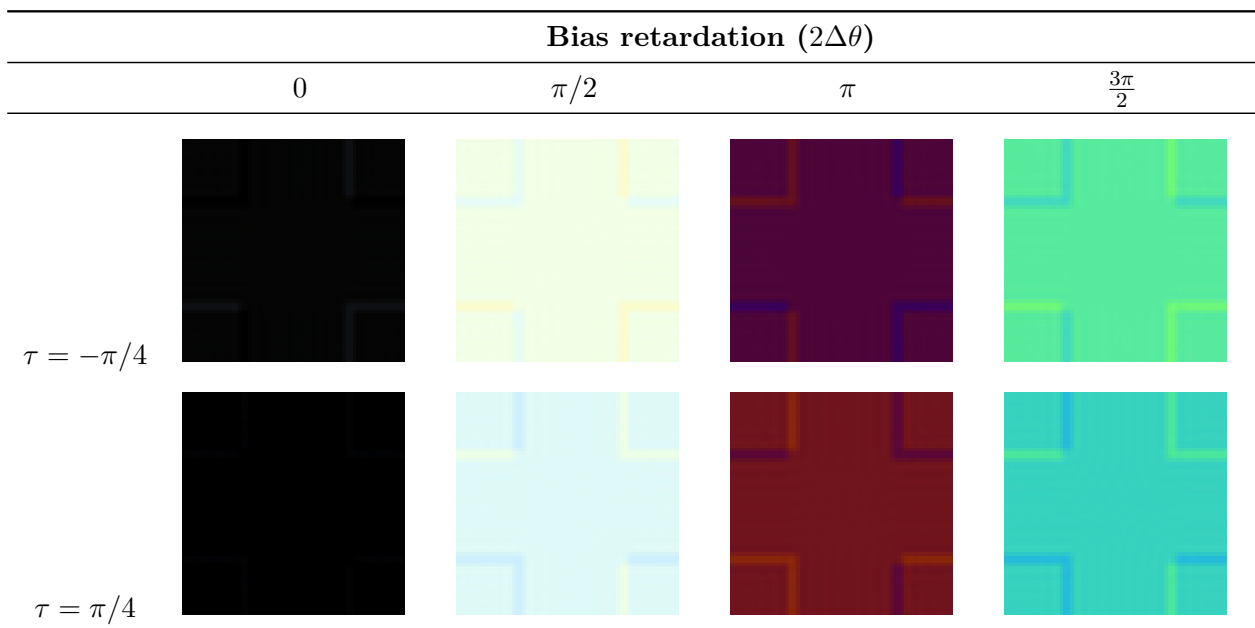 Bias retardation (2Δθ)
0 π/2 π 3π/2
τ = −π/4
τ = π/4